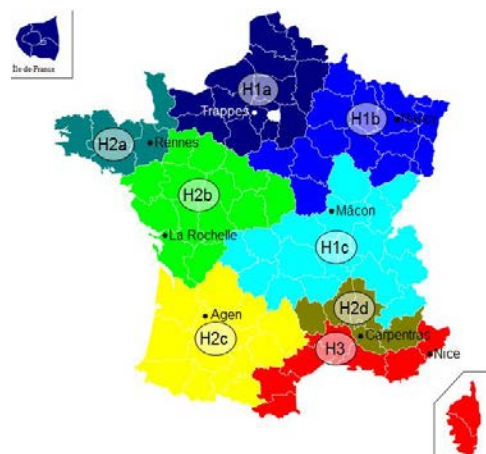 Île-de-France
H1a
Trappes
H1b
H2a
Rennes
H2b
Mâcon
La Rochelle
H1c
H2d
Agen
Carpentras
H2c
H3
Nice